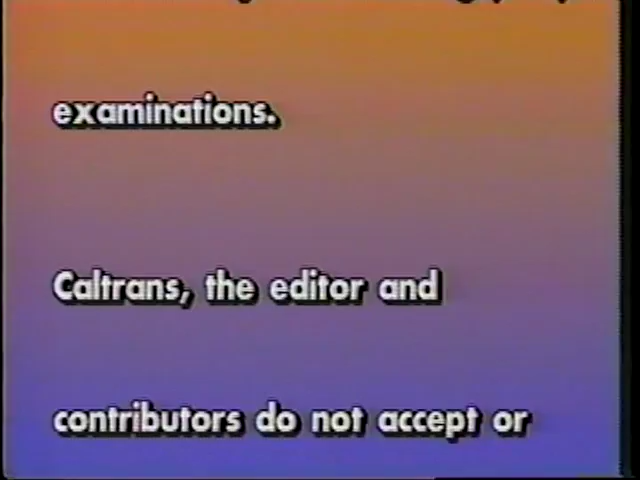 examinations.
Caltrans, the editor and
contributors do not accept or